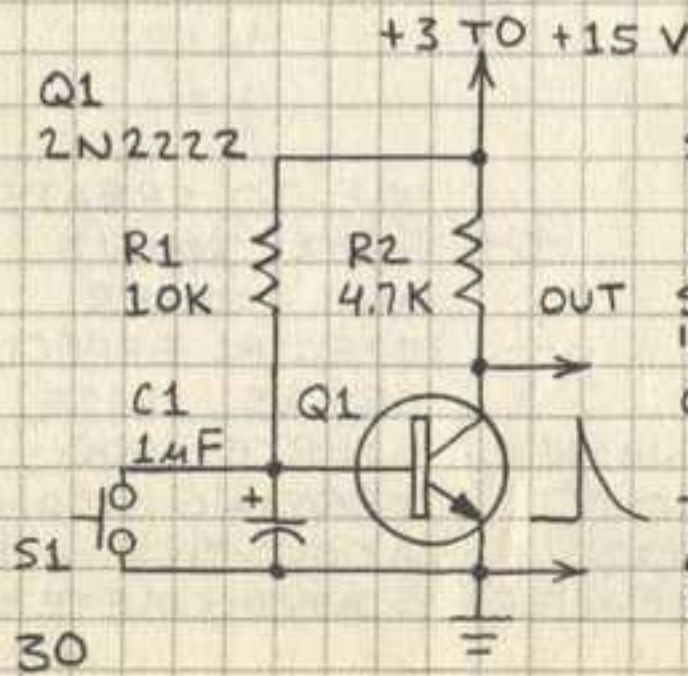 +3 TO +15 V
Q1
2N2222
R1
10K
R2
4.7K
OUT
C1
1µF
Q1
+
S1
30